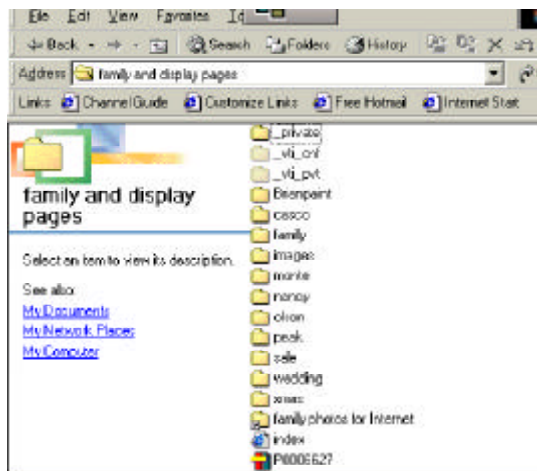 File Edit View Favorites
Back Search Folders History
Address family and display pages
Links Channel Guide Customize Links Free Hotmail Internet Start
family and display
pages
Select an item to view its description.
See also:
My Documents
My Network Places
My Computer
_private
_vti_cnf
_vti_pvt
Brianpaint
casco
family
images
monte
nancy
olson
peak
sale
wedding
xmas
family photos for Internet
index
P0006627